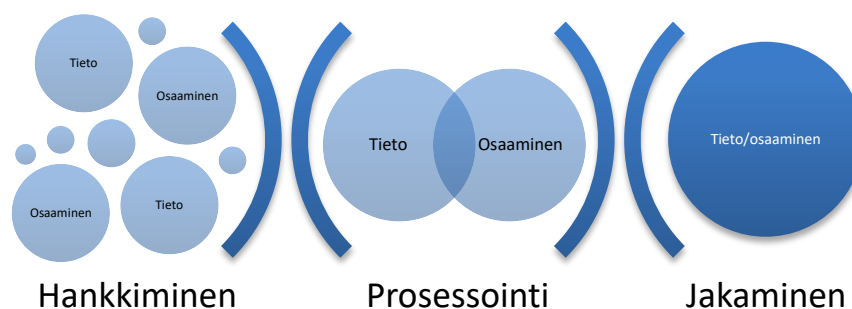 Tieto
Osaaminen
Osaaminen
Tieto
Tieto
Osaaminen
Tieto/osaaminen
Hankkiminen
Prosessointi
Jakaminen